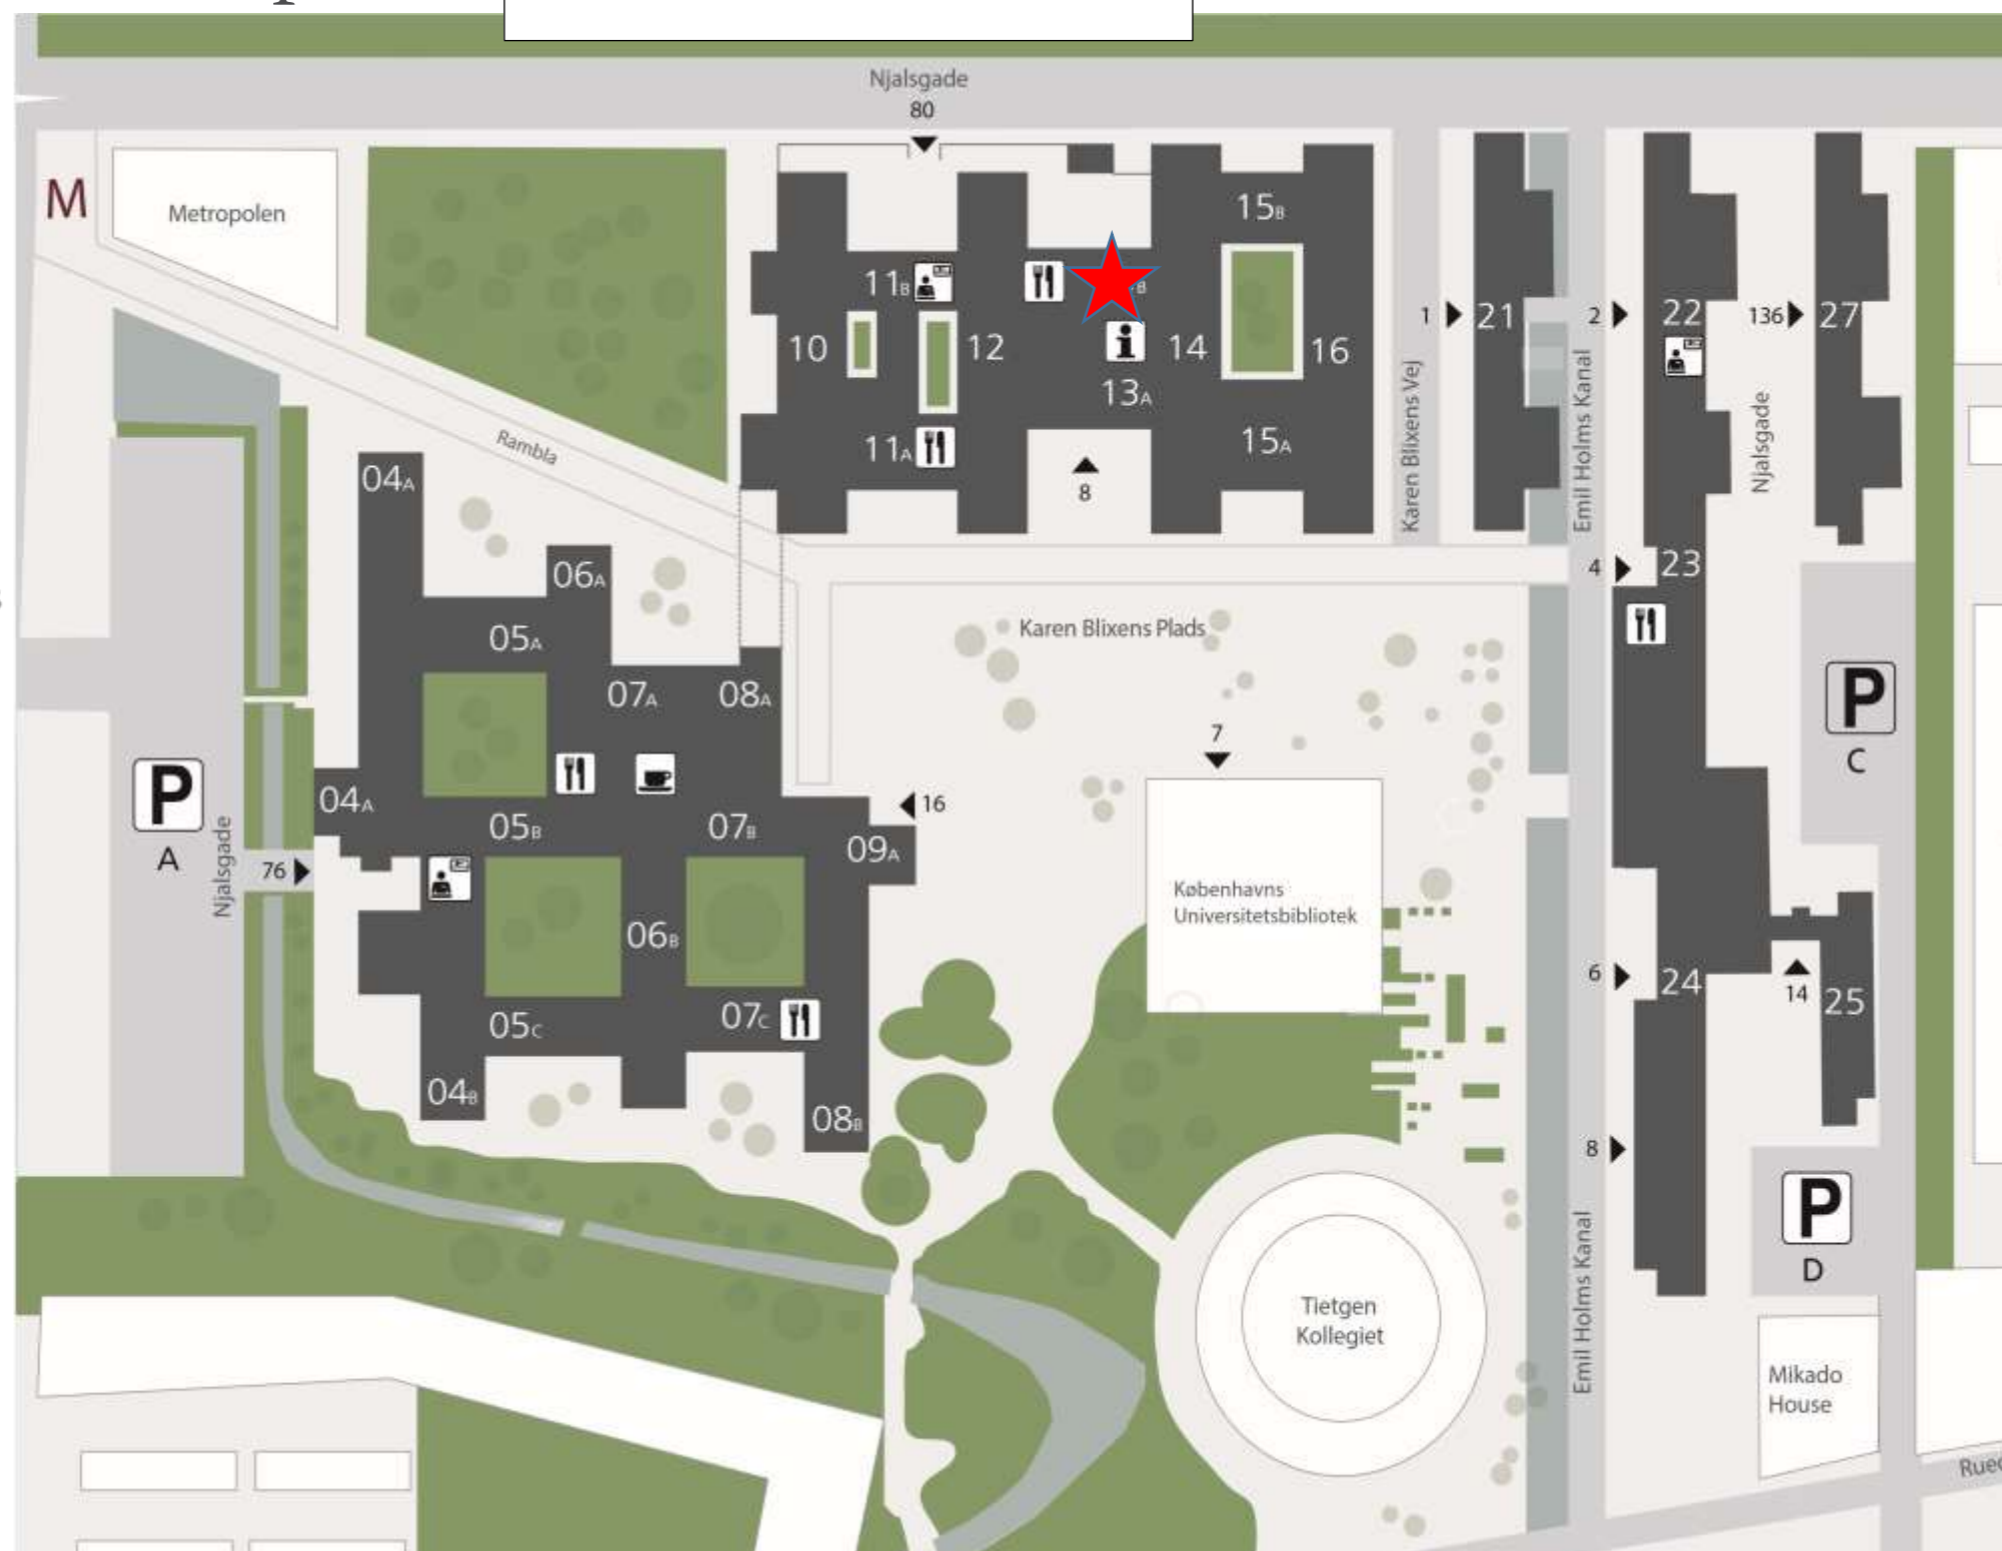 Njalsgade
80
M
Metropolen
15B
11B
B
10
12
14
16
13A
11A
15A
8
1
21
2
22
136
27
Karen Blixens Vej
Emil Holms Kanal
Njalsgade
Rambla
04A
06A
05A
07A
08A
4
23
Karen Blixens Plads
P
C
7
P
A
04A
05B
07B
16
09A
Njalsgade
76
Københavns
Universitetsbibliotek
06B
05C
07C
04B
08B
6
24
14
25
8
P
D
Emil Holms Kanal
Tietgen
Kollegiet
Mikado
House